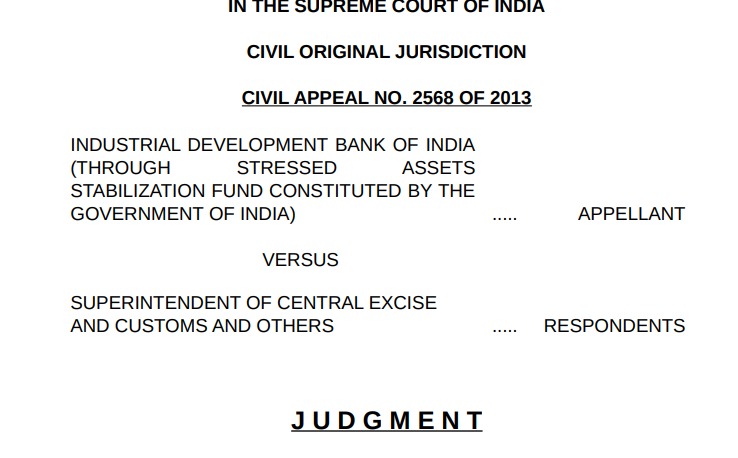 IN THE SUPREME COURT OF INDIA
CIVIL ORIGINAL JURISDICTION
CIVIL APPEAL NO. 2568 OF 2013
INDUSTRIAL DEVELOPMENT BANK OF INDIA
(THROUGH STRESSED ASSETS
STABILIZATION FUND CONSTITUTED BY THE
GOVERNMENT OF INDIA) ..... APPELLANT
VERSUS
SUPERINTENDENT OF CENTRAL EXCISE
AND CUSTOMS AND OTHERS ..... RESPONDENTS
J U D G M E N T